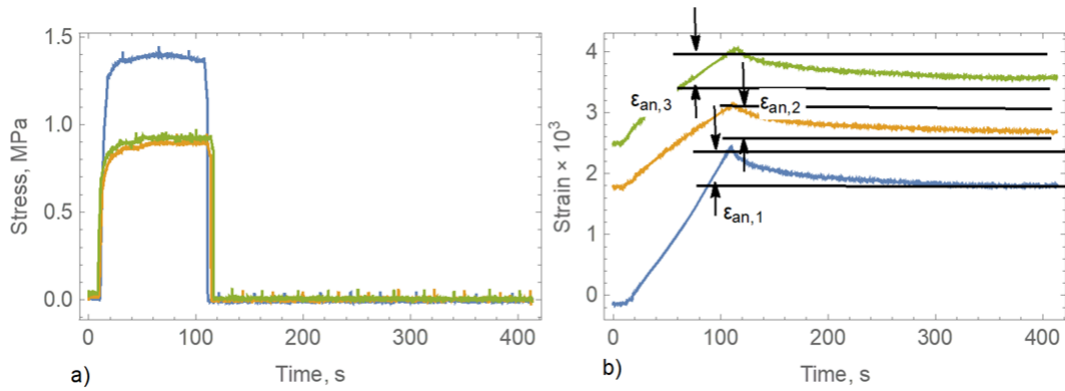 1.5
1.0
0.5
0.0
Stress, MPa
0
100
200
300
400
Time, s
a)
4
3
2
1
0
Strain × 10³
εan,3
εan,2
εan,1
0
100
200
300
400
Time, s
b)